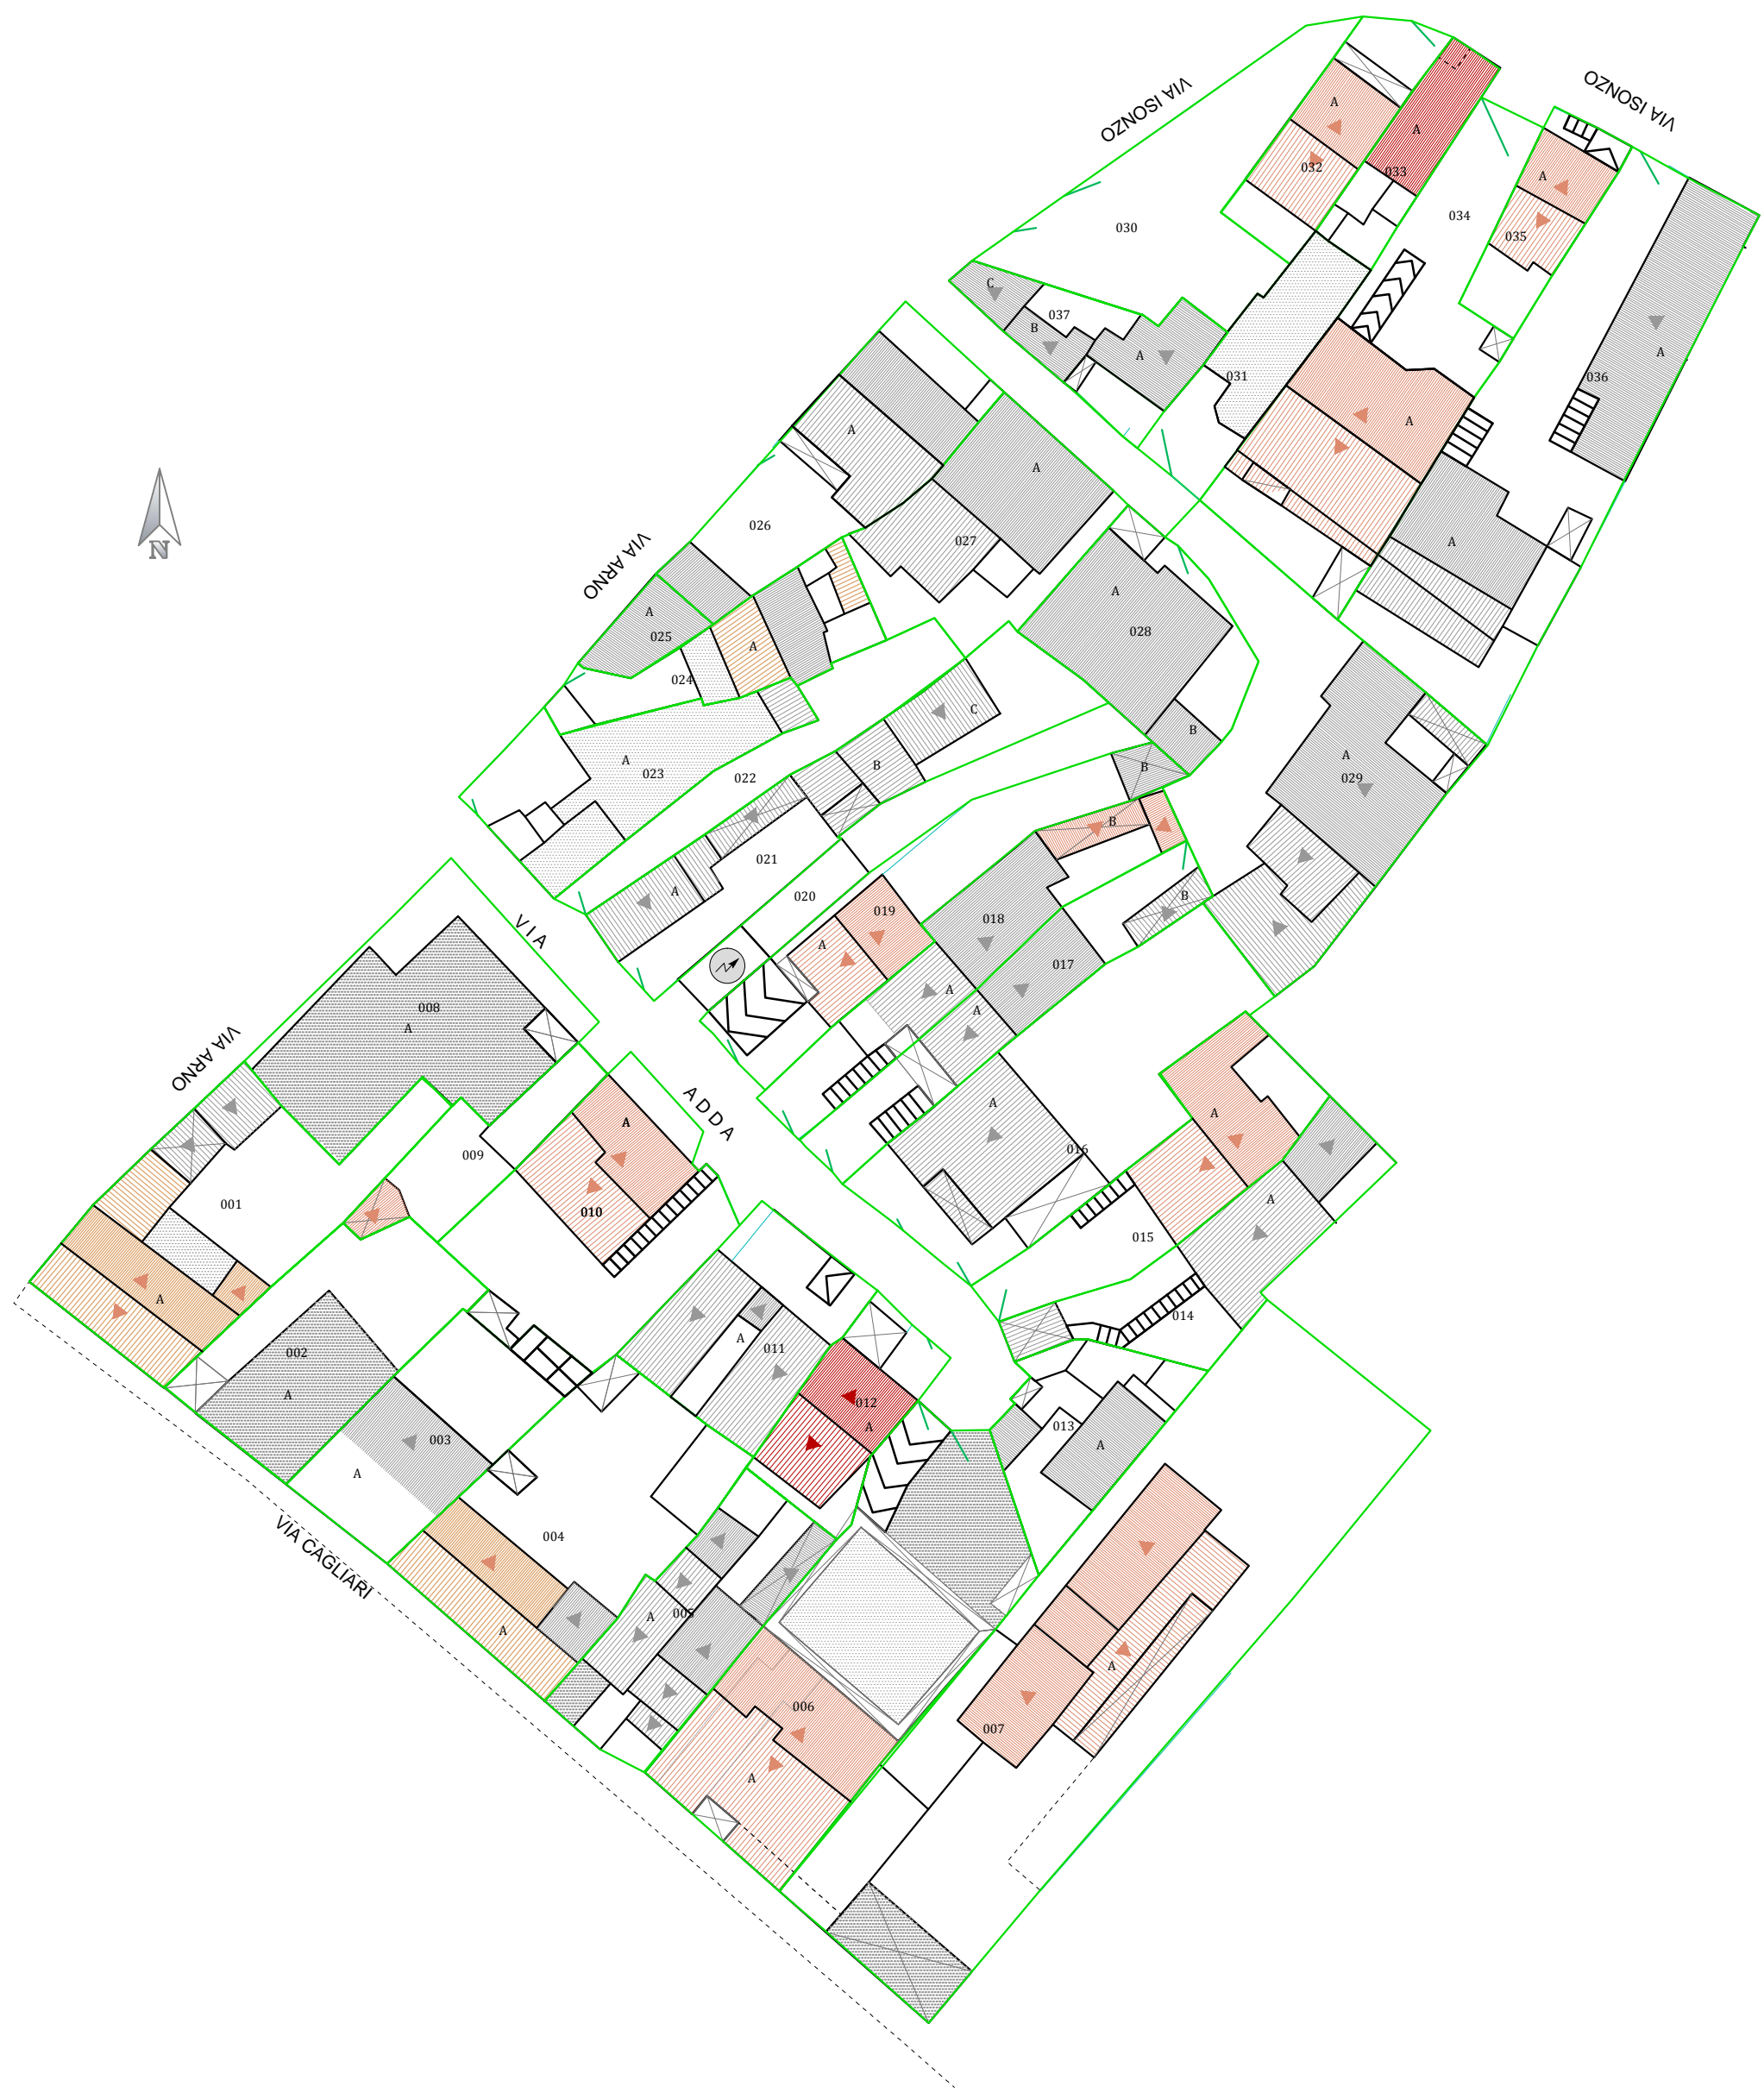 VIA ISONZO
VIA ISONZO
A
A
032
033
A
034
035
030
C
037
B
A
031
A
036
A
A
A
026
027
A
A
028
B
A
025
A
024
A
023
022
C
B
021
A
020
A
029
B
B
B
019
A
018
017
A
A
VIA ARNO
VIA
008
A
VIA ARNO
ADDA
A
009
010
001
A
A
016
A
015
A
014
002
A
003
A
A
011
012
A
013
A
004
A
VIA CAGLIARI
A
005
006
A
A
007
N